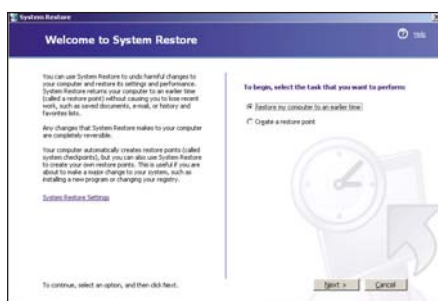 System Restore
Welcome to System Restore
Help
You can use System Restore to undo harmful changes to
your computer and restore its settings and performance.
System Restore returns your computer to an earlier time
(called a restore point) without causing you to lose recent
work, such as saved documents, e-mail, or history and
favorites lists.
Any changes that System Restore makes to your computer
are completely reversible.
Your computer automatically creates restore points (called
system checkpoints), but you can also use System Restore
to create your own restore points. This is useful if you are
about to make a major change to your system, such as
installing a new program or changing your registry.
System Restore Settings
To begin, select the task that you want to perform:
Restore my computer to an earlier time
Create a restore point
To continue, select an option, and then click Next.
Next >
Cancel